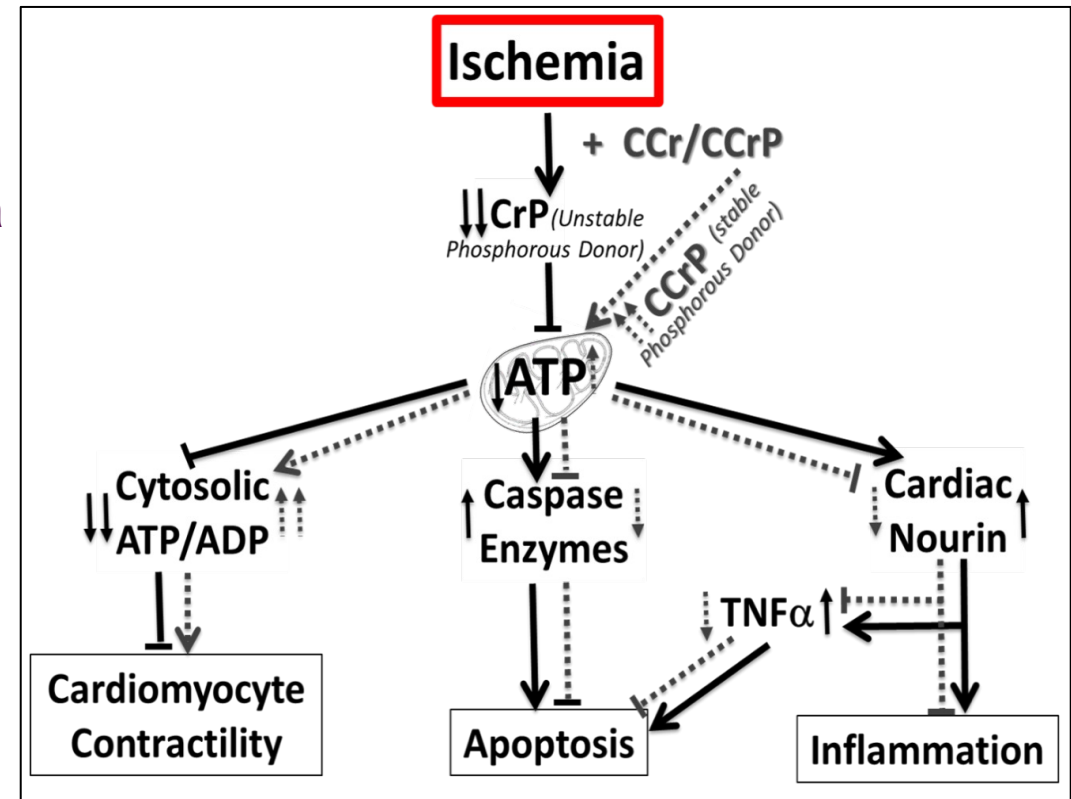 Ischemia
+ CCr/CCrP
↓↓CrP (Unstable
Phosphorous Donor)
CCrP (stable
Phosphorous Donor)
↓ATP↑
Cytosolic
↓↓ATP/ADP↑↑
↑Caspase↓
Enzymes
↓Cardiac↑
Nourin
↓TNFα↑
Cardiomyocyte
Contractility
Apoptosis
Inflammation